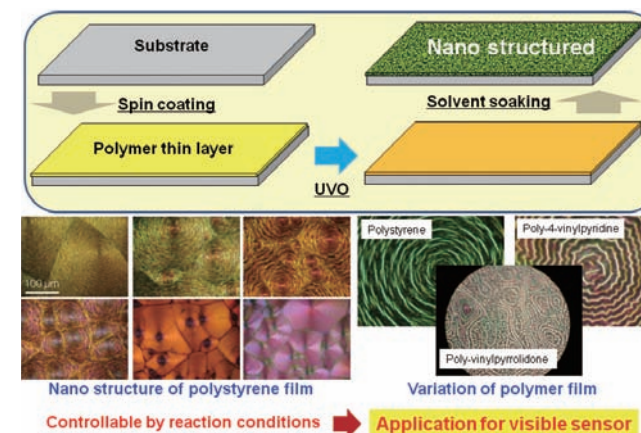 Substrate
Nano structured
Spin coating
Solvent soaking
Polymer thin layer
UVO
100 μm
Polystyrene
Poly-4-vinylpyridine
Poly-vinylpyrrolidone
Nano structure of polystyrene film
Variation of polymer film
Controllable by reaction conditions
Application for visible sensor